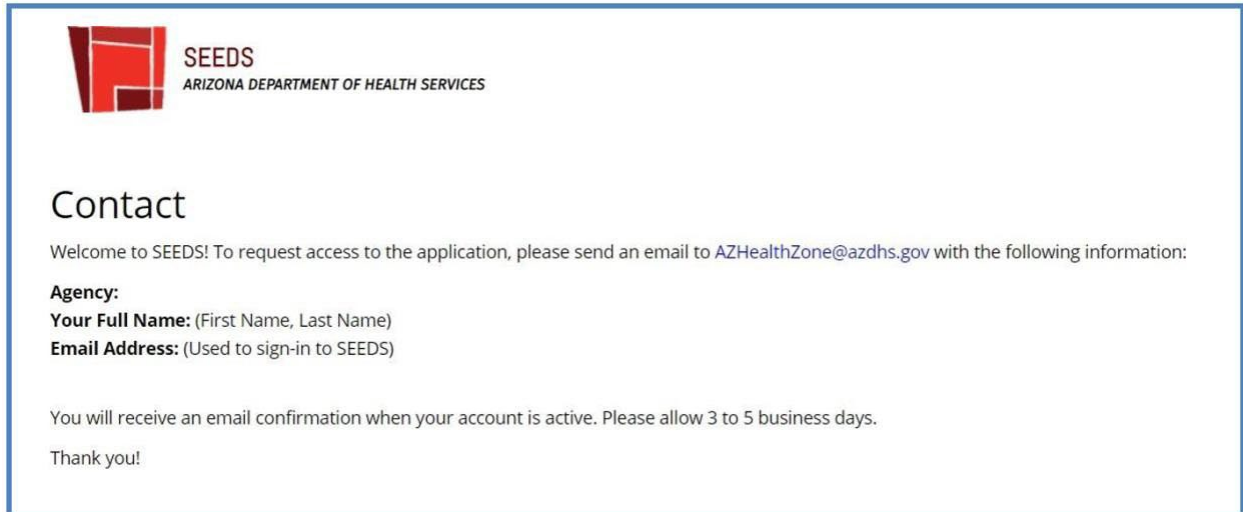 SEEDS
ARIZONA DEPARTMENT OF HEALTH SERVICES
Contact
Welcome to SEEDS! To request access to the application, please send an email to AZHealthZone@azdhs.gov with the following information:
Agency:
Your Full Name: (First Name, Last Name)
Email Address: (Used to sign-in to SEEDS)
You will receive an email confirmation when your account is active. Please allow 3 to 5 business days.
Thank you!